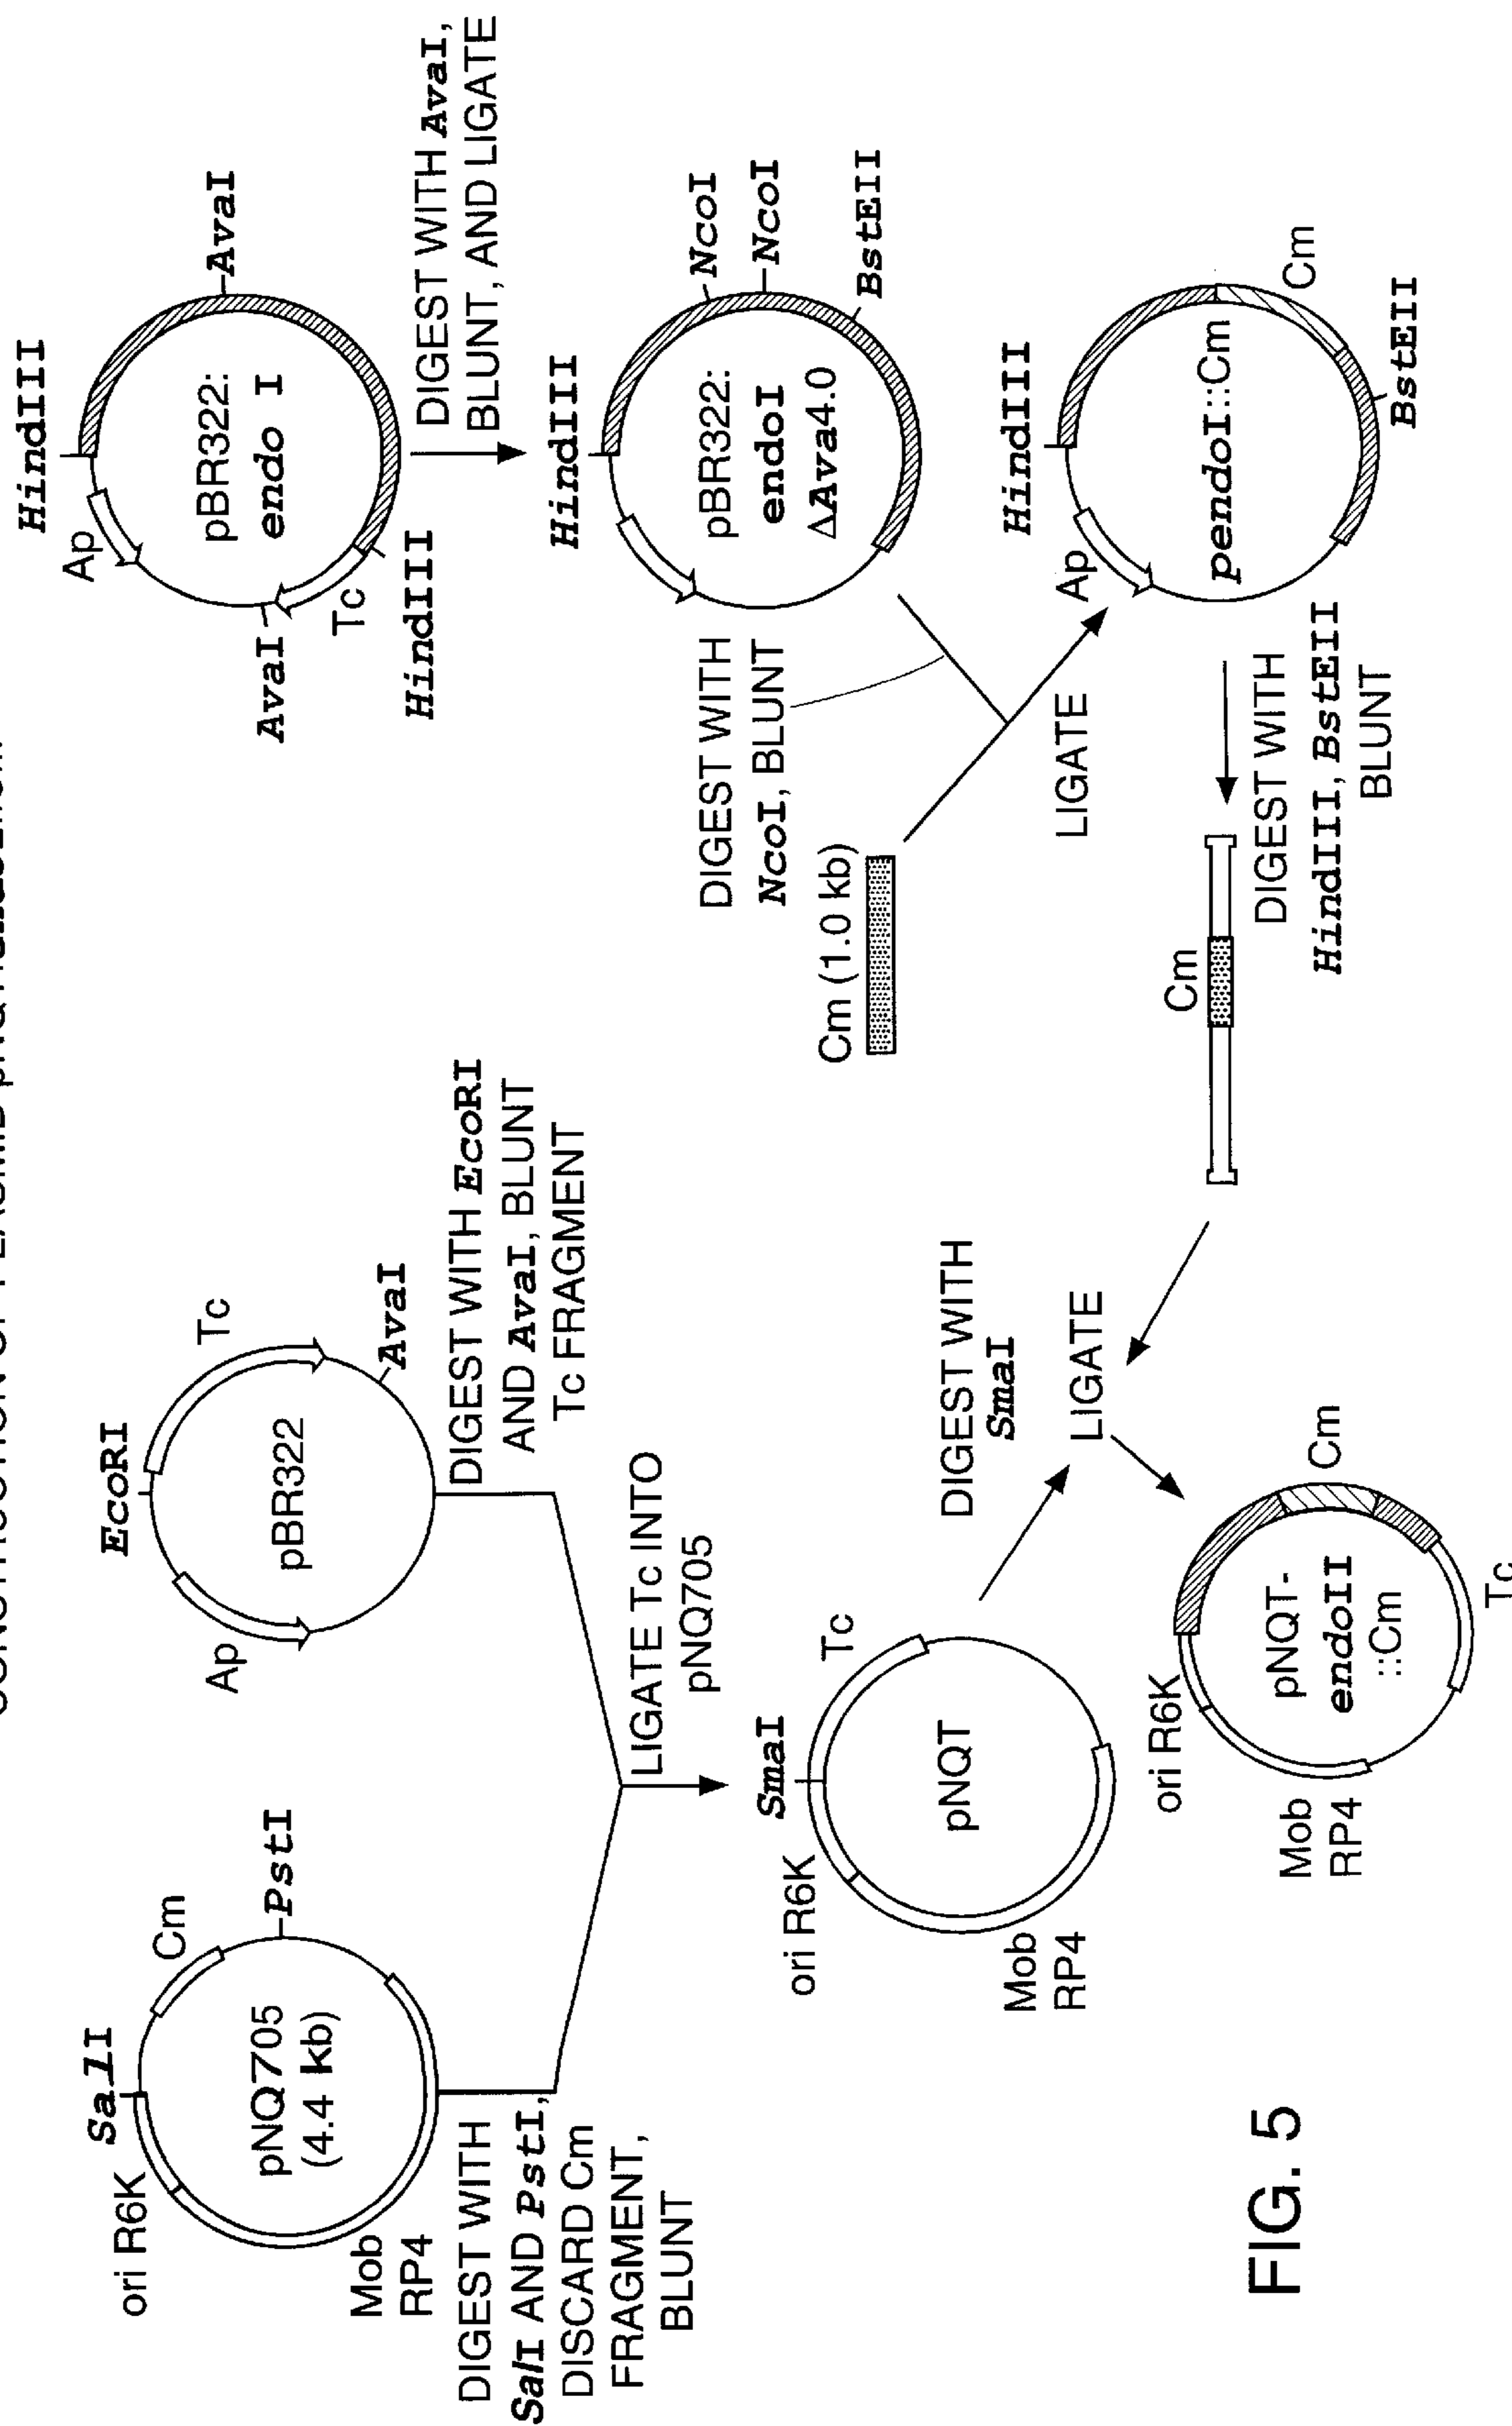 CONSTRUCTION OF PLASMID
SalI
ori R6K
Cm
PstI
pNQ705
(4.4 kb)
Mob
RP4
DIGEST WITH
SalI AND PstI,
DISCARD Cm
FRAGMENT,
BLUNT
EcoRI
Ap
Tc
pBR322
AvaI
DIGEST WITH EcoRI
AND AvaI, BLUNT
Tc FRAGMENT
LIGATE Tc INTO
pNQ705
SmaI
ori R6K
Tc
pNQT
Mob
RP4
HindIII
Ap
pBR322:
endo I
AvaI
AvaI
Tc
HindIII
DIGEST WITH AvaI,
BLUNT, AND LIGATE
HindIII
NcoI
NcoI
pBR322:
endoI
ΔAva4.0
BstEII
DIGEST WITH
NcoI, BLUNT
Cm (1.0 kb)
LIGATE
HindIII
Ap
pendoI::Cm
Cm
BstEII
DIGEST WITH
HindIII, BstEII
BLUNT
Cm
DIGEST WITH
SmaI
LIGATE
ori R6K
Cm
pNQT-
endoII
::Cm
Mob
RP4
Tc
FIG. 5